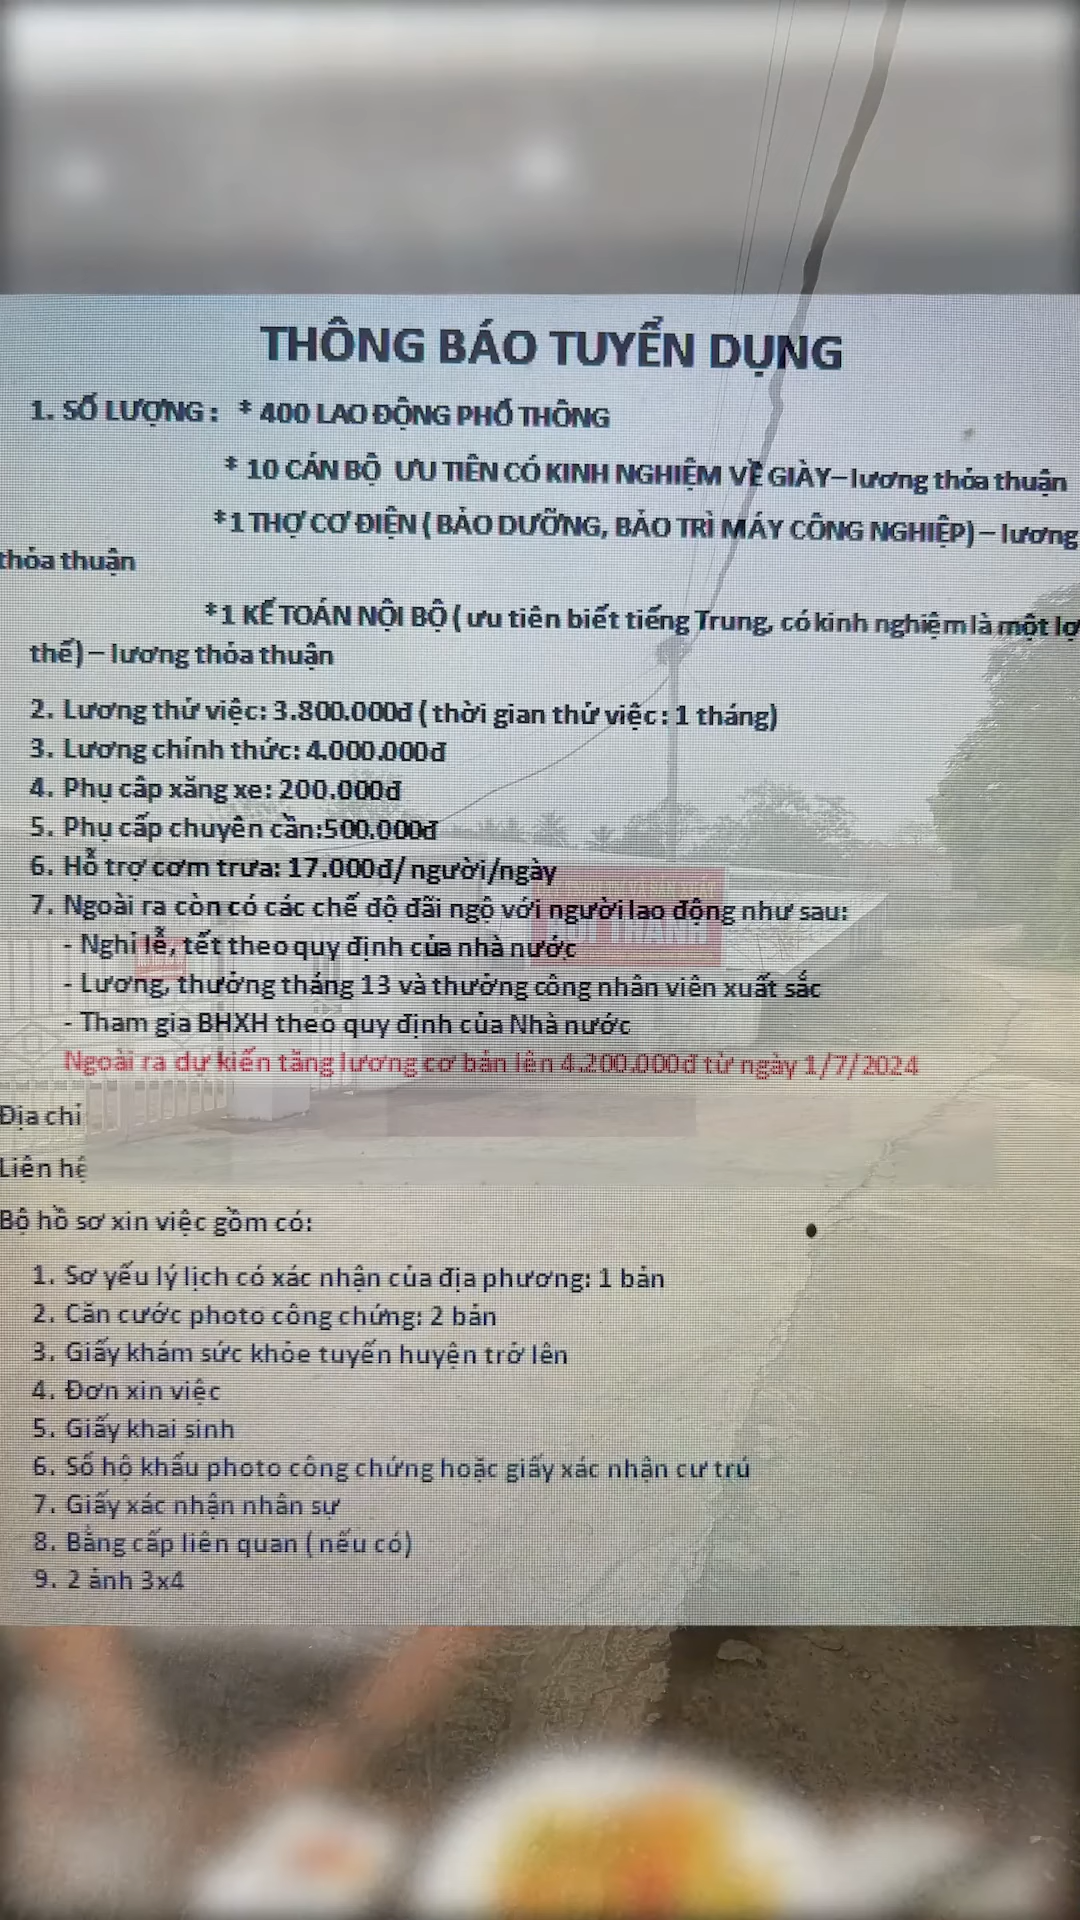 THÔNG BÁO TUYỂN DỤNG
1. SỐ LƯỢNG : * 400 LAO ĐỘNG PHỔ THÔNG
* 10 CÁN BỘ ƯU TIÊN CÓ KINH NGHIỆM VỀ GIÀY– lương thỏa thuận
*1 THỢ CƠ ĐIỆN ( BẢO DƯỠNG, BẢO TRÌ MÁY CÔNG NGHIỆP) – lương
thỏa thuận
*1 KẾ TOÁN NỘI BỘ ( ưu tiên biết tiếng Trung, có kinh nghiệm là một lợ
thế) – lương thỏa thuận
2. Lương thử việc: 3.800.000đ ( thời gian thử việc : 1 tháng)
3. Lương chính thức: 4.000.000đ
4. Phụ câp xăng xe: 200.000đ
5. Phụ cấp chuyên cần:500.000đ
6. Hỗ trợ cơm trưa: 17.000đ/ người/ngày
7. Ngoài ra còn có các chế độ đãi ngộ với người lao động như sau:
- Nghỉ lễ, tết theo quy định của nhà nước
- Lương, thưởng tháng 13 và thưởng công nhân viên xuất sắc
- Tham gia BHXH theo quy định của Nhà nước
Ngoài ra dự kiến tăng lương cơ bản lên 4.200.000đ từ ngày 1/7/2024
Địa chỉ
Liên hệ
Bộ hồ sơ xin việc gồm có:
1. Sơ yếu lý lịch có xác nhận của địa phương: 1 bản
2. Căn cước photo công chứng: 2 bản
3. Giấy khám sức khỏe tuyến huyện trở lên
4. Đơn xin việc
5. Giấy khai sinh
6. Sổ hộ khẩu photo công chứng hoặc giấy xác nhận cư trú
7. Giấy xác nhận nhân sự
8. Bằng cấp liên quan ( nếu có)
9. 2 ảnh 3x4